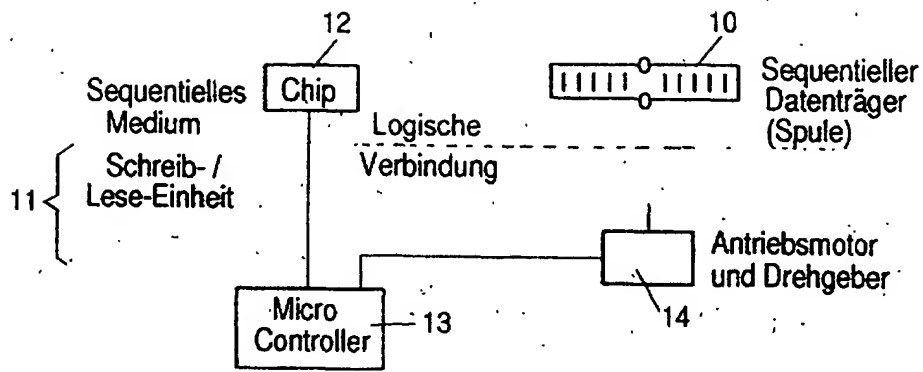 12
10
Chip
Sequentielles
Medium
Sequentieller
Datenträger
(Spule)
Logische
Verbindung
11
Schreib- /
Lese-Einheit
Antriebsmotor
und Drehgeber
14
Micro
Controller
13